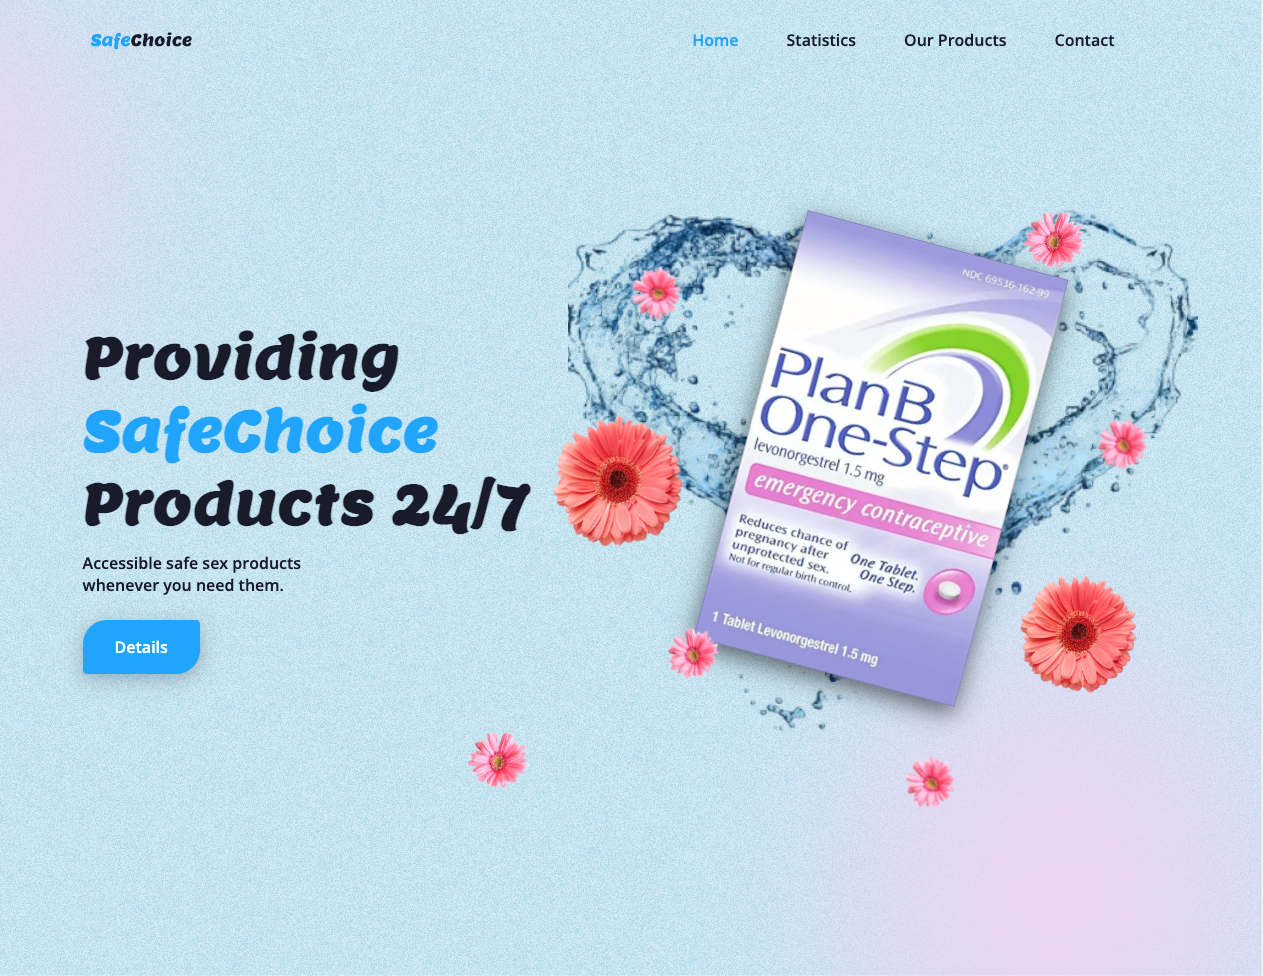 SafeChoice
Home
Statistics
Our Products
Contact
Providing
SafeChoice
Products 24/7
Accessible safe sex products
whenever you need them.
Details
NDC 69536-162-99
Plan B
One-Step®
levonorgestrel 1.5 mg
emergency contraceptive
Reduces chance of
pregnancy after
unprotected sex.
Not for regular birth control.
One Tablet.
One Step.
1 Tablet Levonorgestrel 1.5 mg